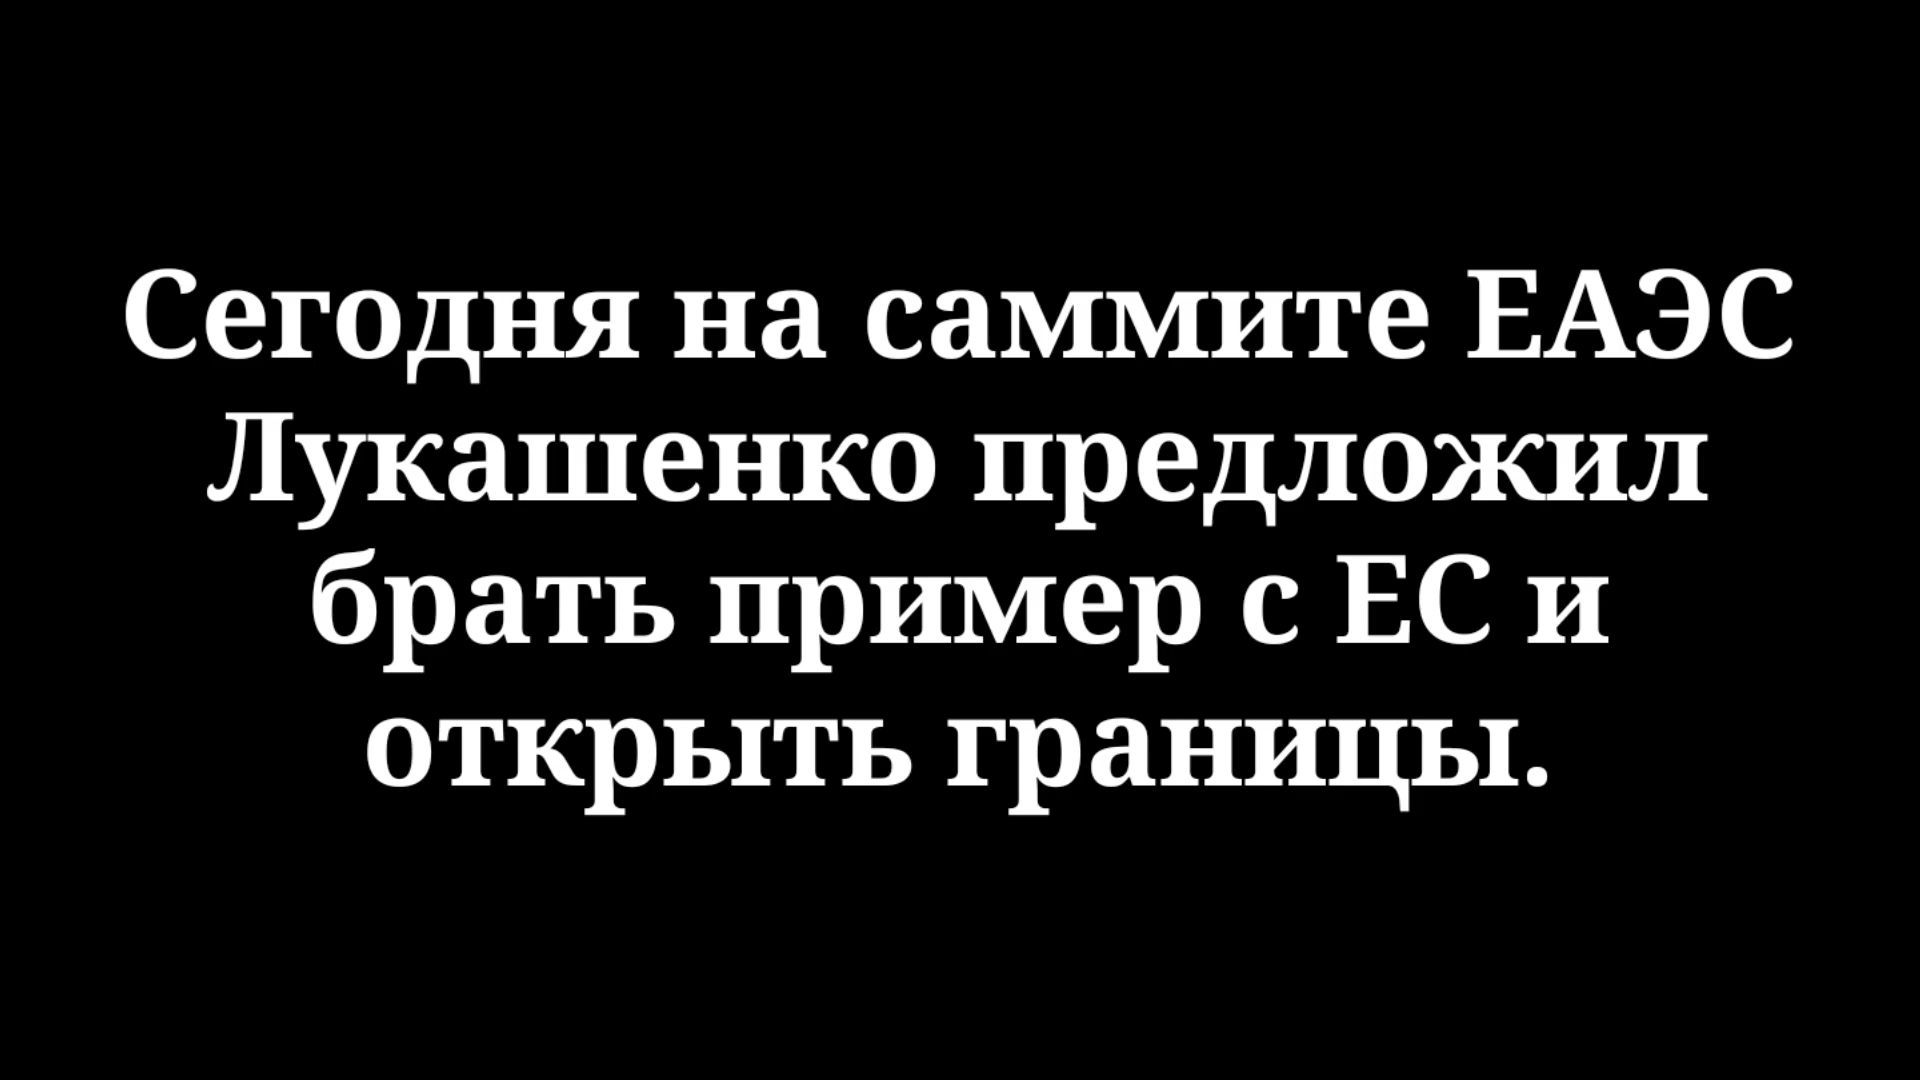 Сегодня на саммите ЕАЭС
Лукашенко предложил
брать пример с ЕС и
открыть границы.